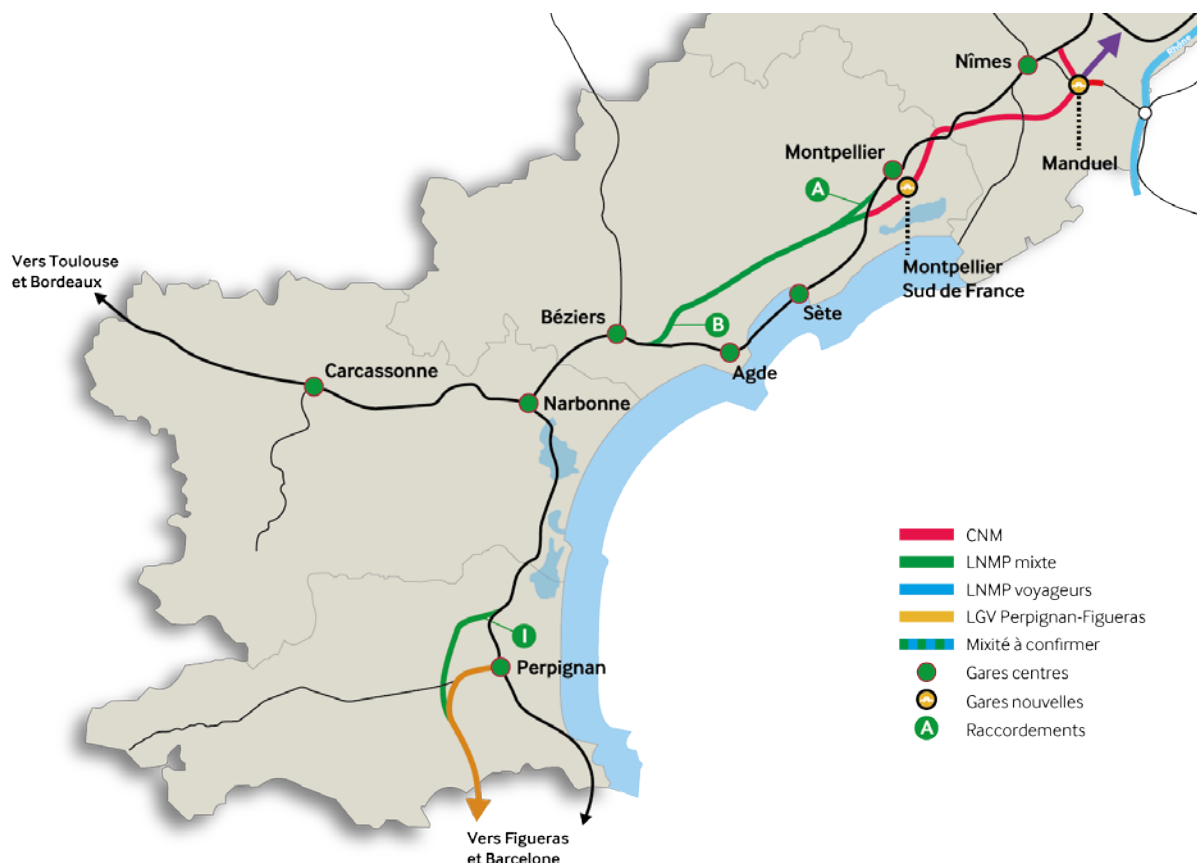 Nîmes
Rhône
Manduel
Montpellier
A
Montpellier
Sud de France
Vers Toulouse
et Bordeaux
Sète
Béziers
B
Agde
Carcassonne
Narbonne
I
Perpignan
Vers Figueras
et Barcelone
CNM
LNMP mixte
LNMP voyageurs
LGV Perpignan-Figueras
Mixité à confirmer
Gares centres
Gares nouvelles
A
Raccordements